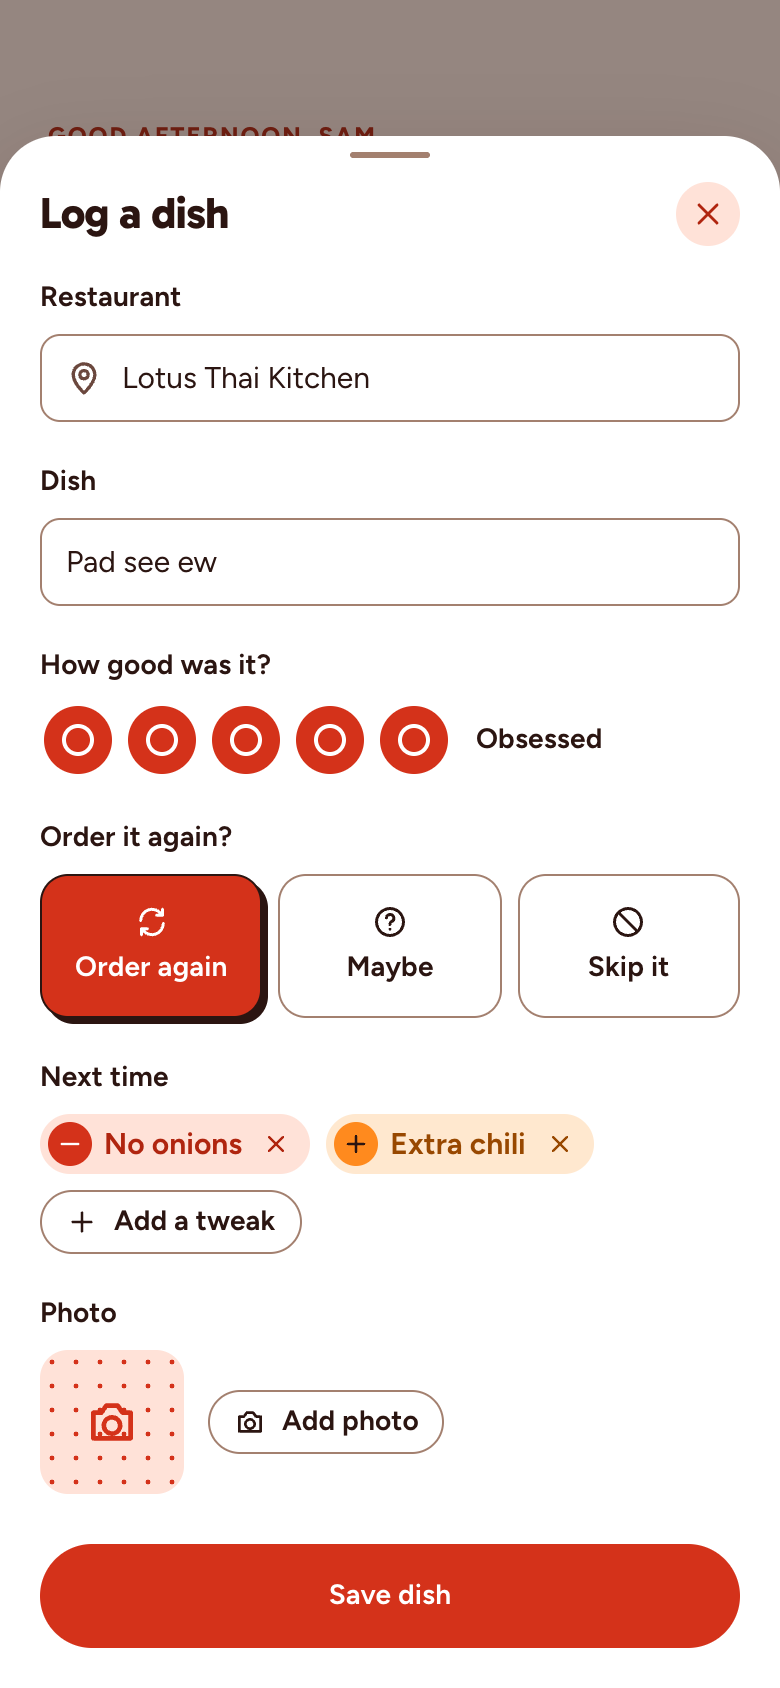 GOOD AFTERNOON, SAM
Log a dish
Restaurant
Lotus Thai Kitchen
Dish
Pad see ew
How good was it?
Obsessed
Order it again?
Order again
Maybe
Skip it
Next time
No onions
Extra chili
Add a tweak
Photo
Add photo
Save dish